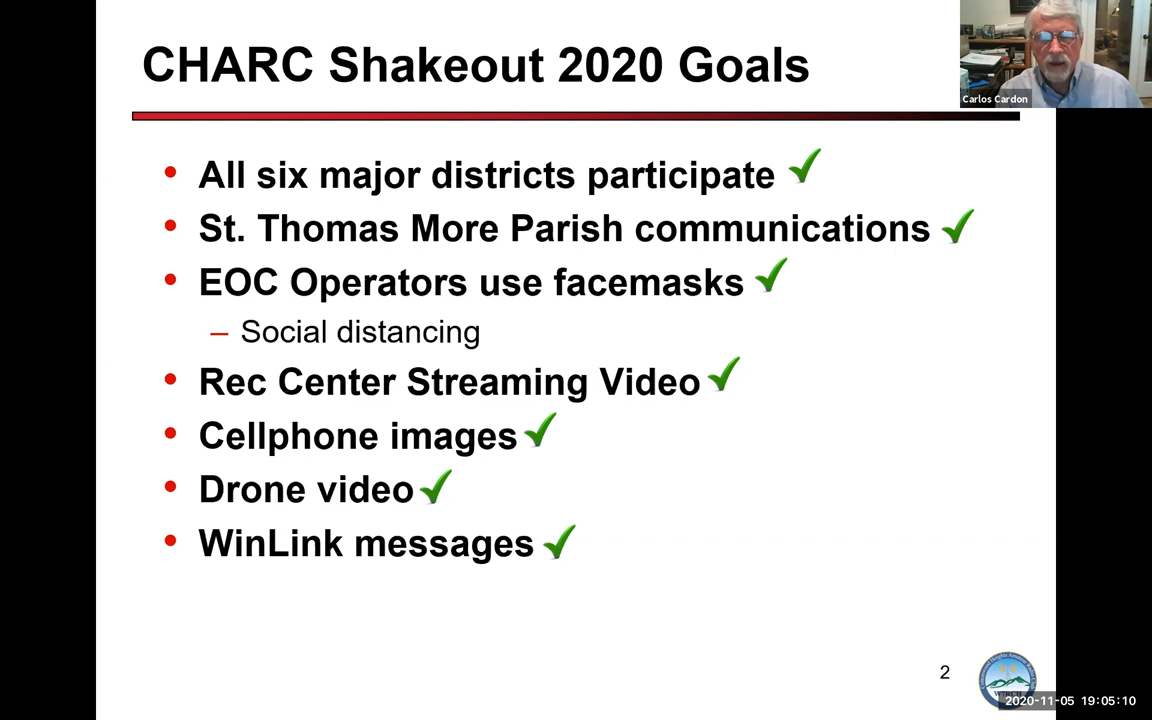 CHARC Shakeout 2020 Goals
Carlos Cardon
• All six major districts participate
• St. Thomas More Parish communications
• EOC Operators use facemasks
– Social distancing
• Rec Center Streaming Video
• Cellphone images
• Drone video
• WinLink messages
2
2020-11-05 19:05:10